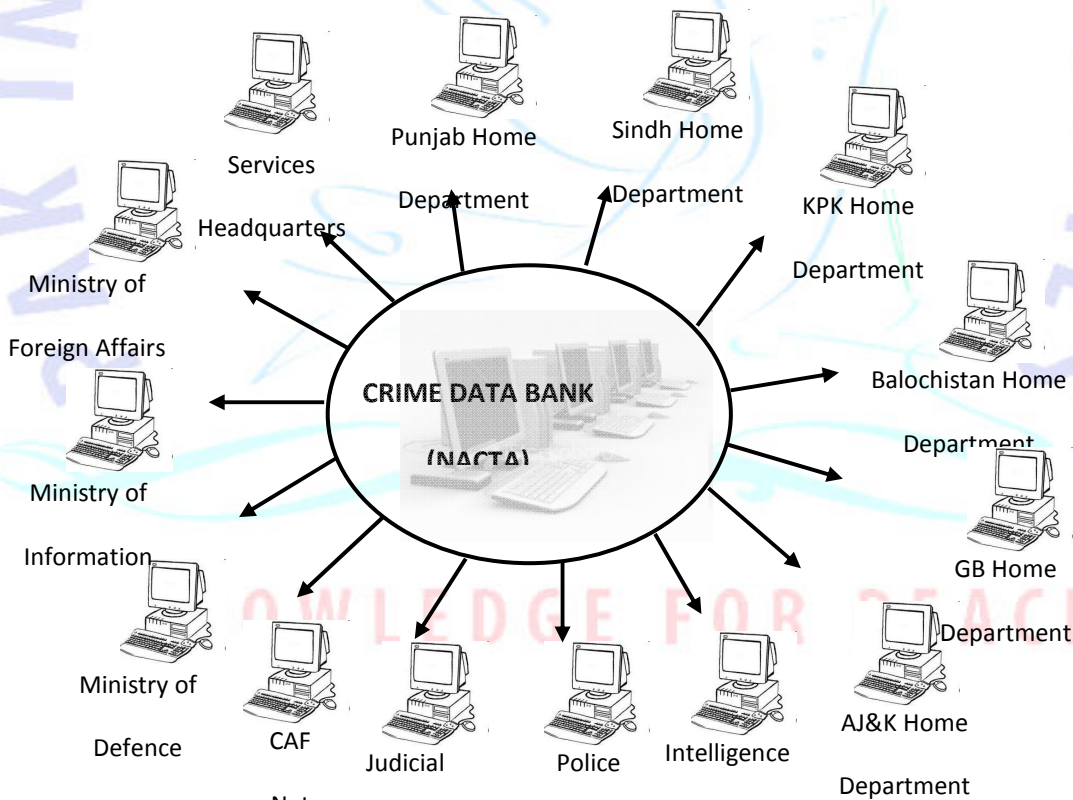 Punjab Home
Department
Sindh Home
Department
Services
Headquarters
KPK Home
Department
Ministry of
Foreign Affairs
Balochistan Home
Department
CRIME DATA BANK
(NACTA)
Ministry of
Information
GB Home
Department
Ministry of
Defence
CAF
Judicial
Police
Intelligence
AJ&K Home
Department
OWLEDGE FOR